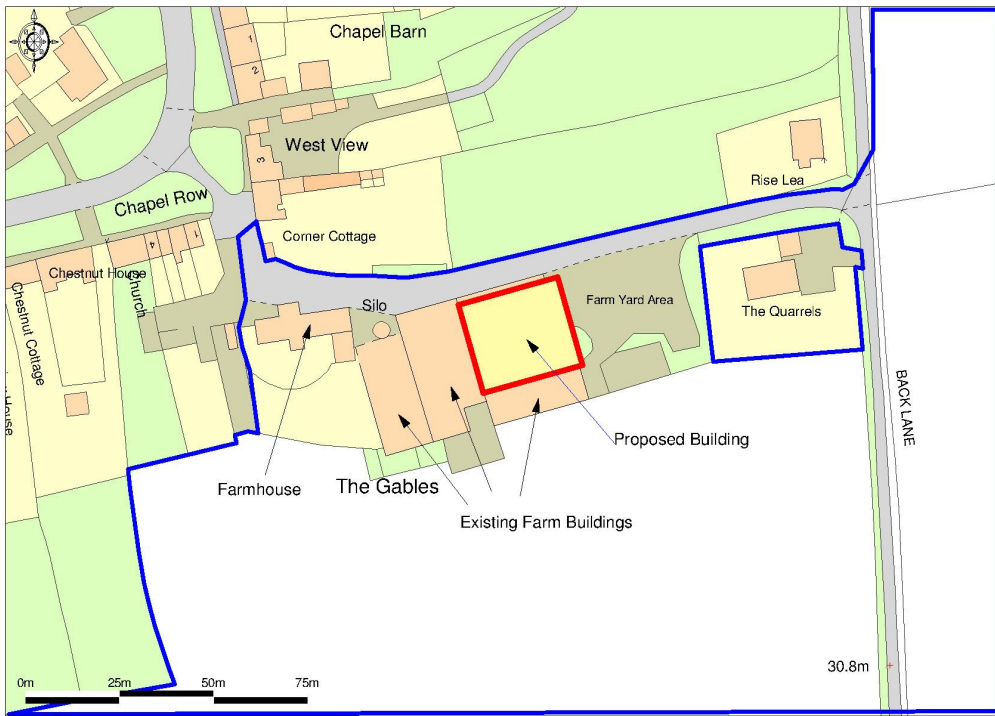 Chapel Barn
1
2
West View
3
Rise Lea
Chapel Row
Corner Cottage
4
1
Chestnut House
Church
Silo
Farm Yard Area
The Quarrels
Chestnut Cottage
House
BACK LANE
Proposed Building
Farmhouse
The Gables
Existing Farm Buildings
30.8m
0m 25m 50m 75m